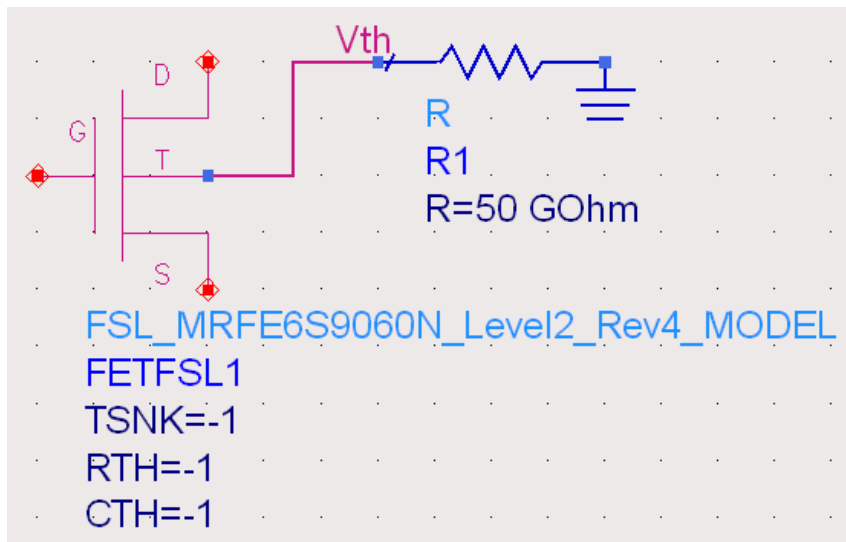 Vth
D
G
T
S
R
R1
R=50 GOhm
FSL_MRFE6S9060N_Level2_Rev4_MODEL
FETFSL1
TSNK=-1
RTH=-1
CTH=-1